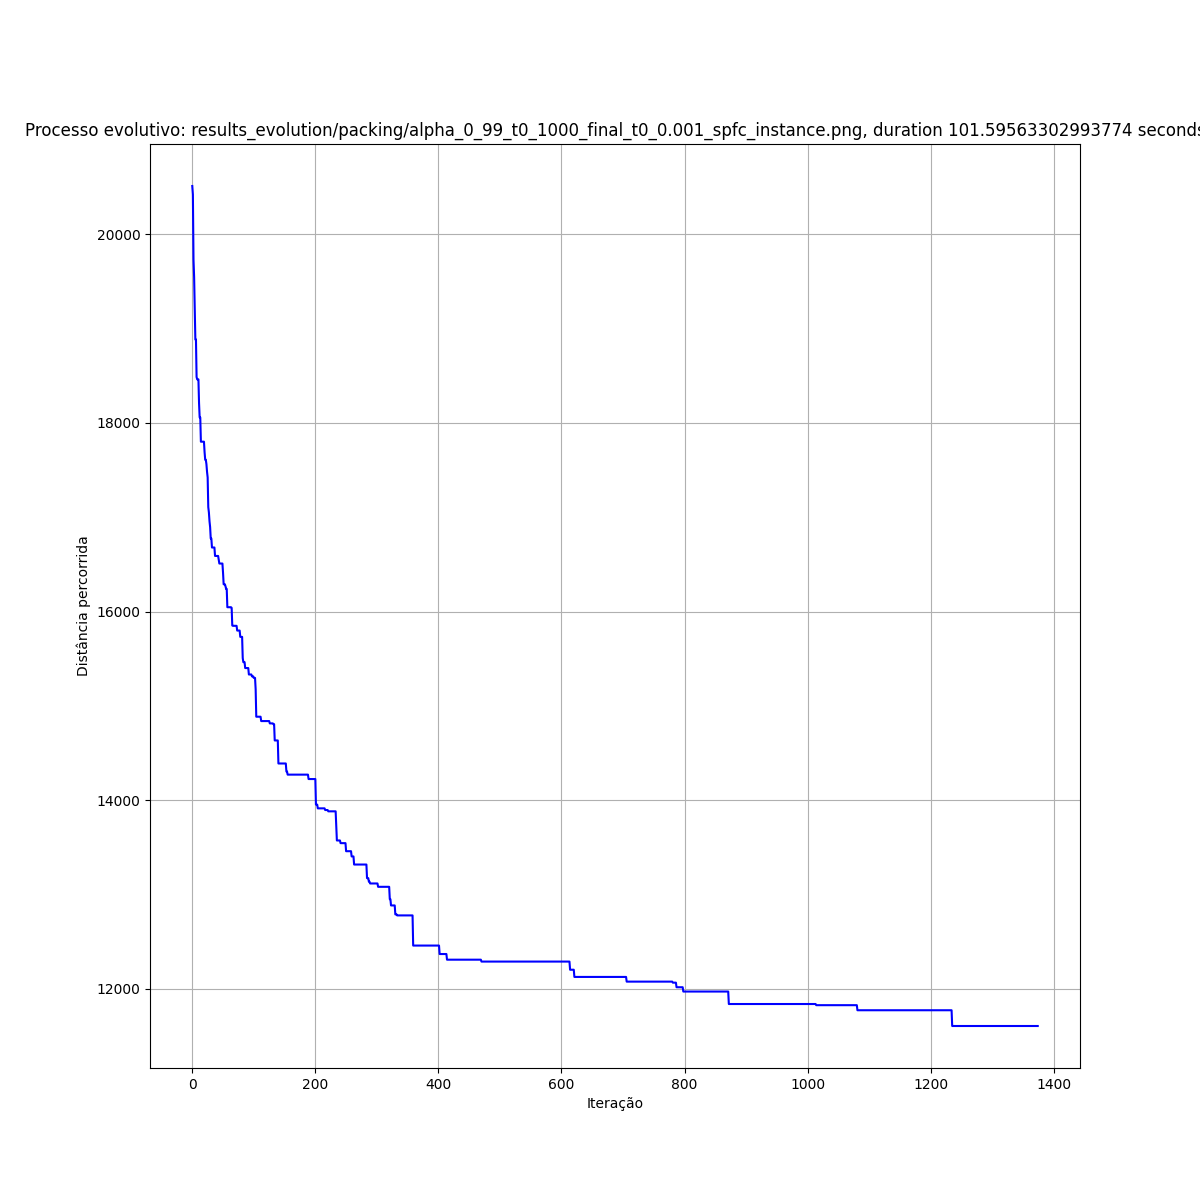 Processo evolutivo: results_evolution/packing/alpha_0_99_t0_1000_final_t0_0.001_spfc_instance.png, duration 101.59563302993774 seconds
20000
18000
16000
14000
12000
Distância percorrida
0 200 400 600 800 1000 1200 1400
Iteração